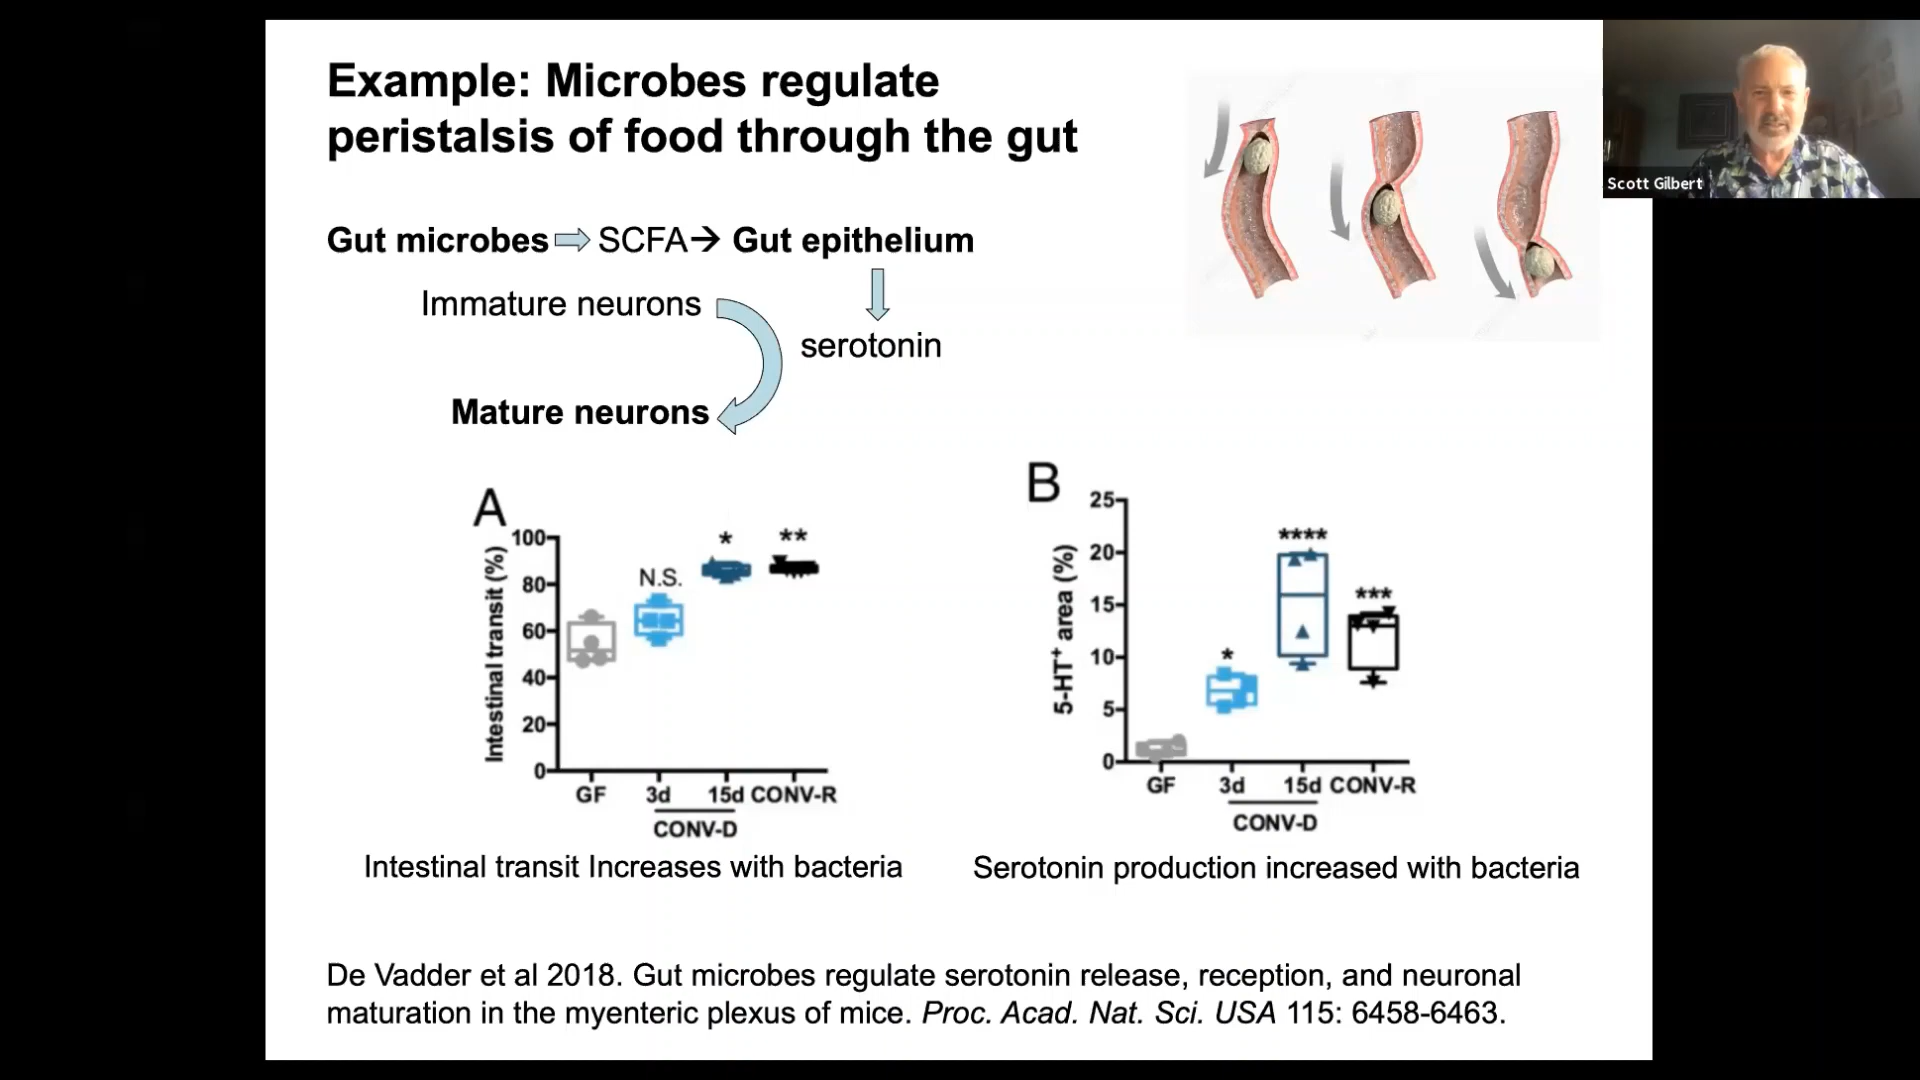 Example: Microbes regulate
peristalsis of food through the gut
Scott Gilbert
Gut microbes SCFA→ Gut epithelium
Immature neurons
serotonin
Mature neurons
A
Intestinal transit (%)
100
80
60
40
20
0
N.S.
*
**
GF 3d 15d CONV-R
CONV-D
Intestinal transit Increases with bacteria
B
5-HT⁺ area (%)
25
20
15
10
5
0
*
****
***
GF 3d 15d CONV-R
CONV-D
Serotonin production increased with bacteria
De Vadder et al 2018. Gut microbes regulate serotonin release, reception, and neuronal
maturation in the myenteric plexus of mice. Proc. Acad. Nat. Sci. USA 115: 6458-6463.